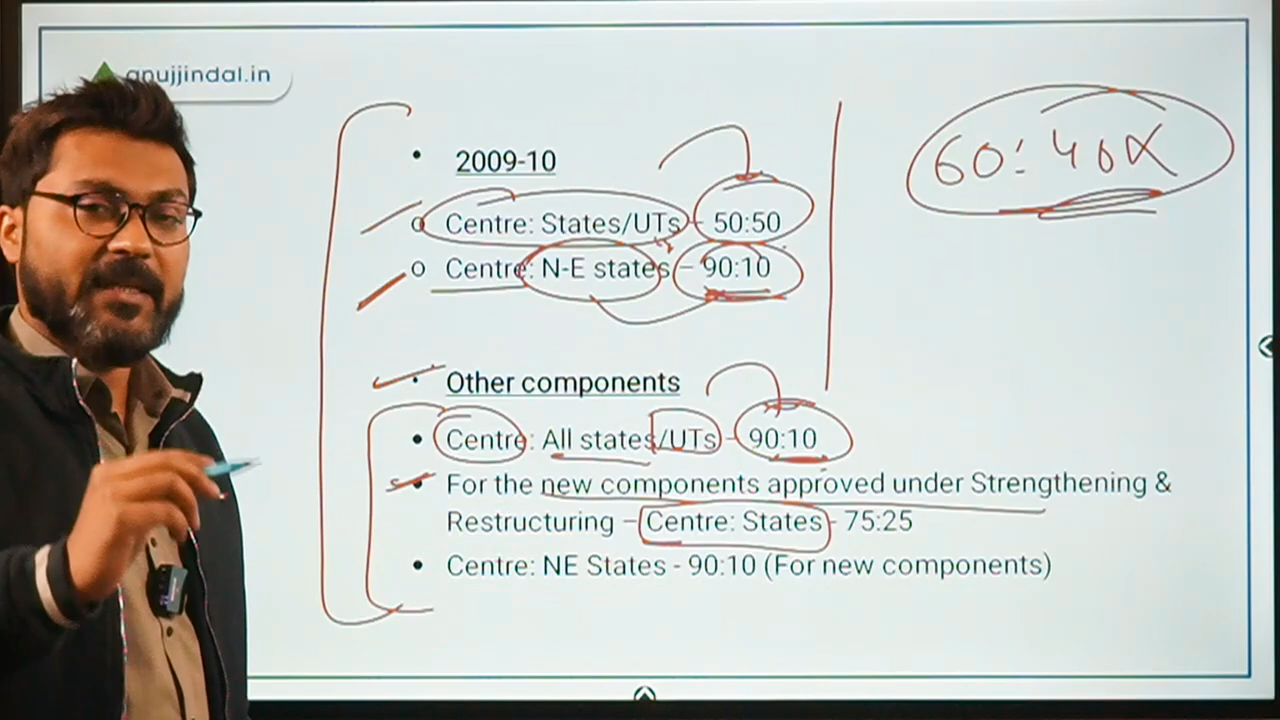 anujjindal.in
• 2009-10
o Centre: States/UTs – 50:50
o Centre: N-E states – 90:10
60:40
• Other components
• Centre: All states/UTs – 90:10
• For the new components approved under Strengthening &
Restructuring – Centre: States - 75:25
• Centre: NE States - 90:10 (For new components)